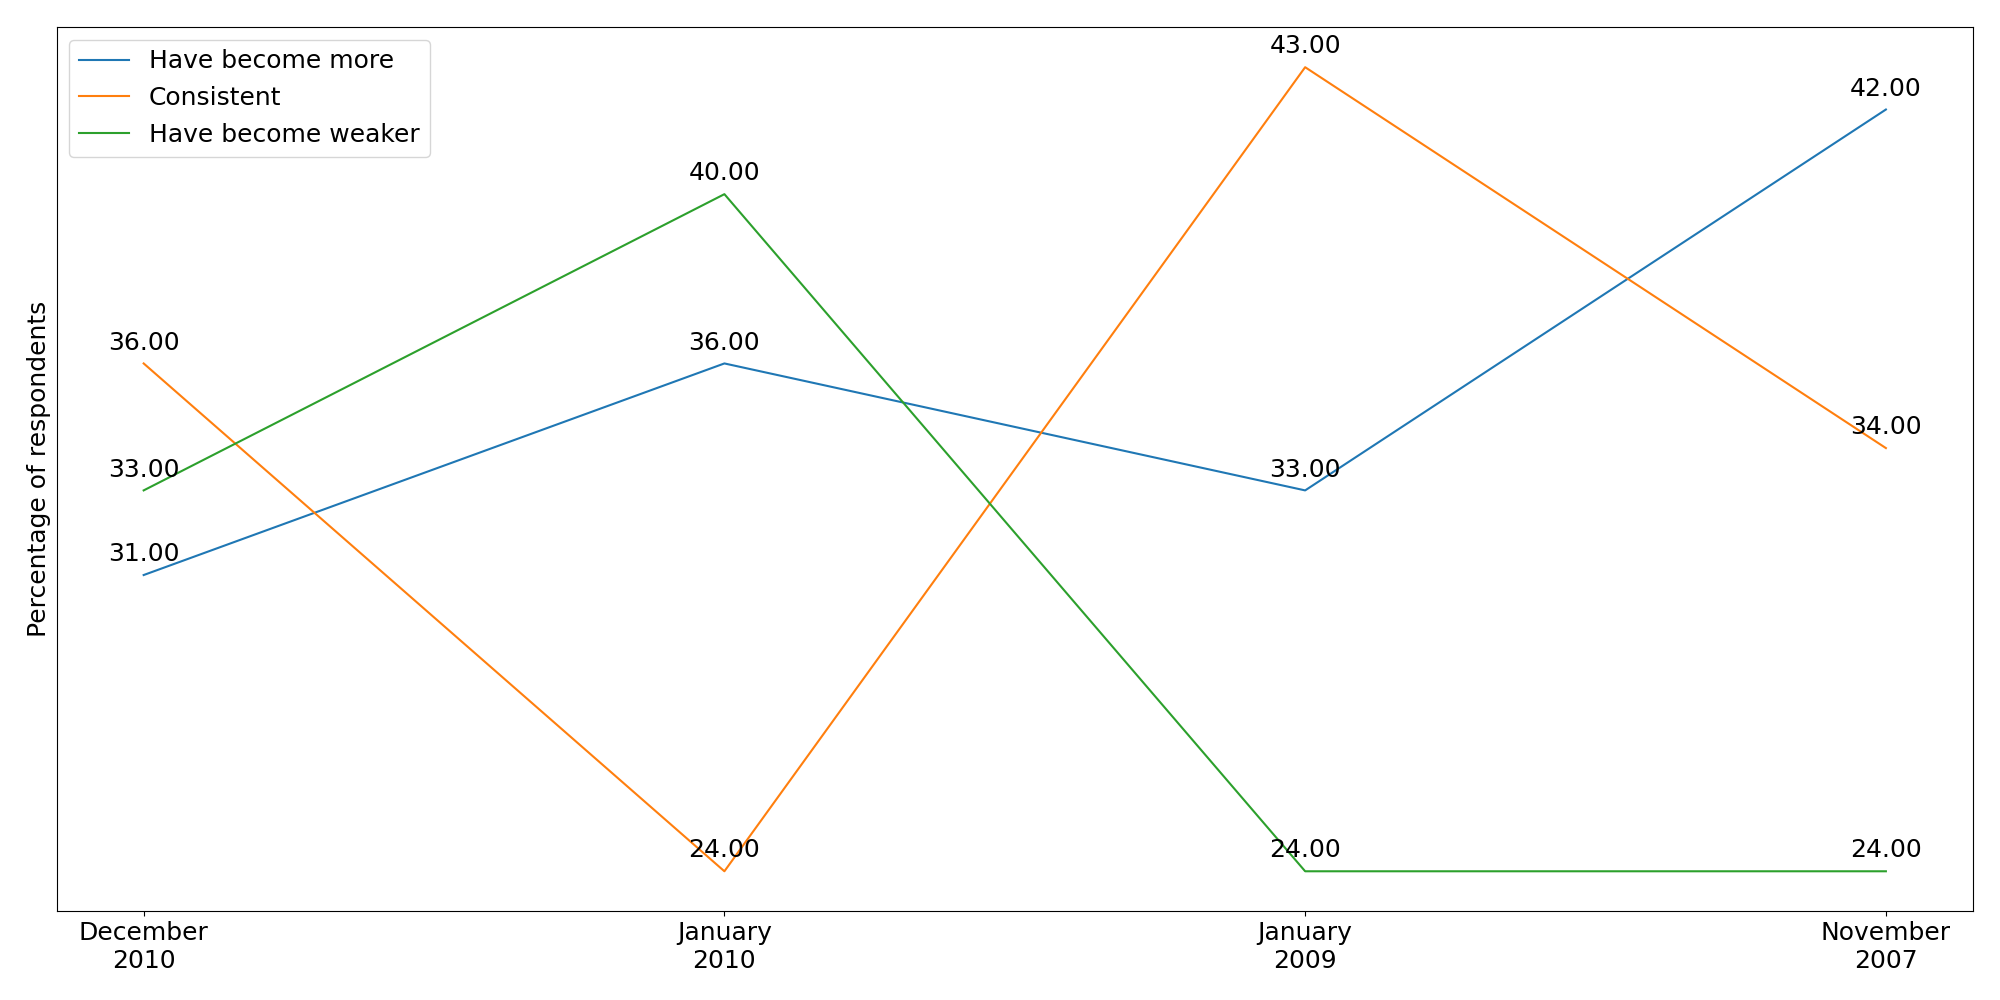 Have become more
Consistent
Have become weaker
Percentage of respondents
43.00
42.00
40.00
36.00
36.00
34.00
33.00
33.00
31.00
24.00
24.00
24.00
December
2010
January
2010
January
2009
November
2007